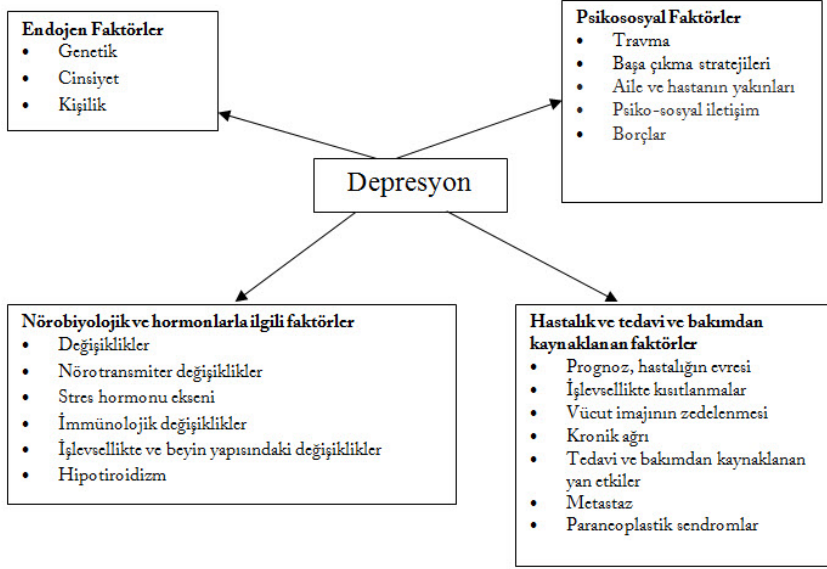 Endojen Faktörler
• Genetik
• Cinsiyet
• Kişilik
Psikososyal Faktörler
• Travma
• Başa çıkma stratejileri
• Aile ve hastanın yakınları
• Psiko-sosyal iletişim
• Borçlar
Depresyon
Nörobiyolojik ve hormonlarla ilgili faktörler
• Değişiklikler
• Nörotransmiter değişiklikler
• Stres hormonu ekseni
• İmmünolojik değişiklikler
• İşlevsellikte ve beyin yapısındaki değişiklikler
• Hipotiroidizm
Hastalık ve tedavi ve bakımdan
kaynaklanan faktörler
• Prognoz, hastalığın evresi
• İşlevsellikte kısıtlanmalar
• Vücut imajının zedelenmesi
• Kronik ağrı
• Tedavi ve bakımdan kaynaklanan
yan etkiler
• Metastaz
• Paraneoplastik sendromlar